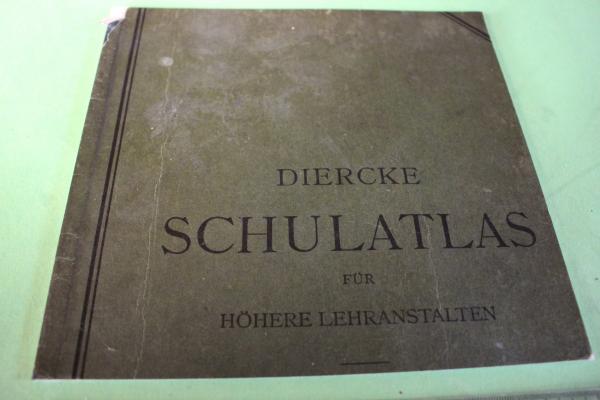 DIERCKE
SCHULATLAS
FÜR
HÖHERE LEHRANSTALTEN